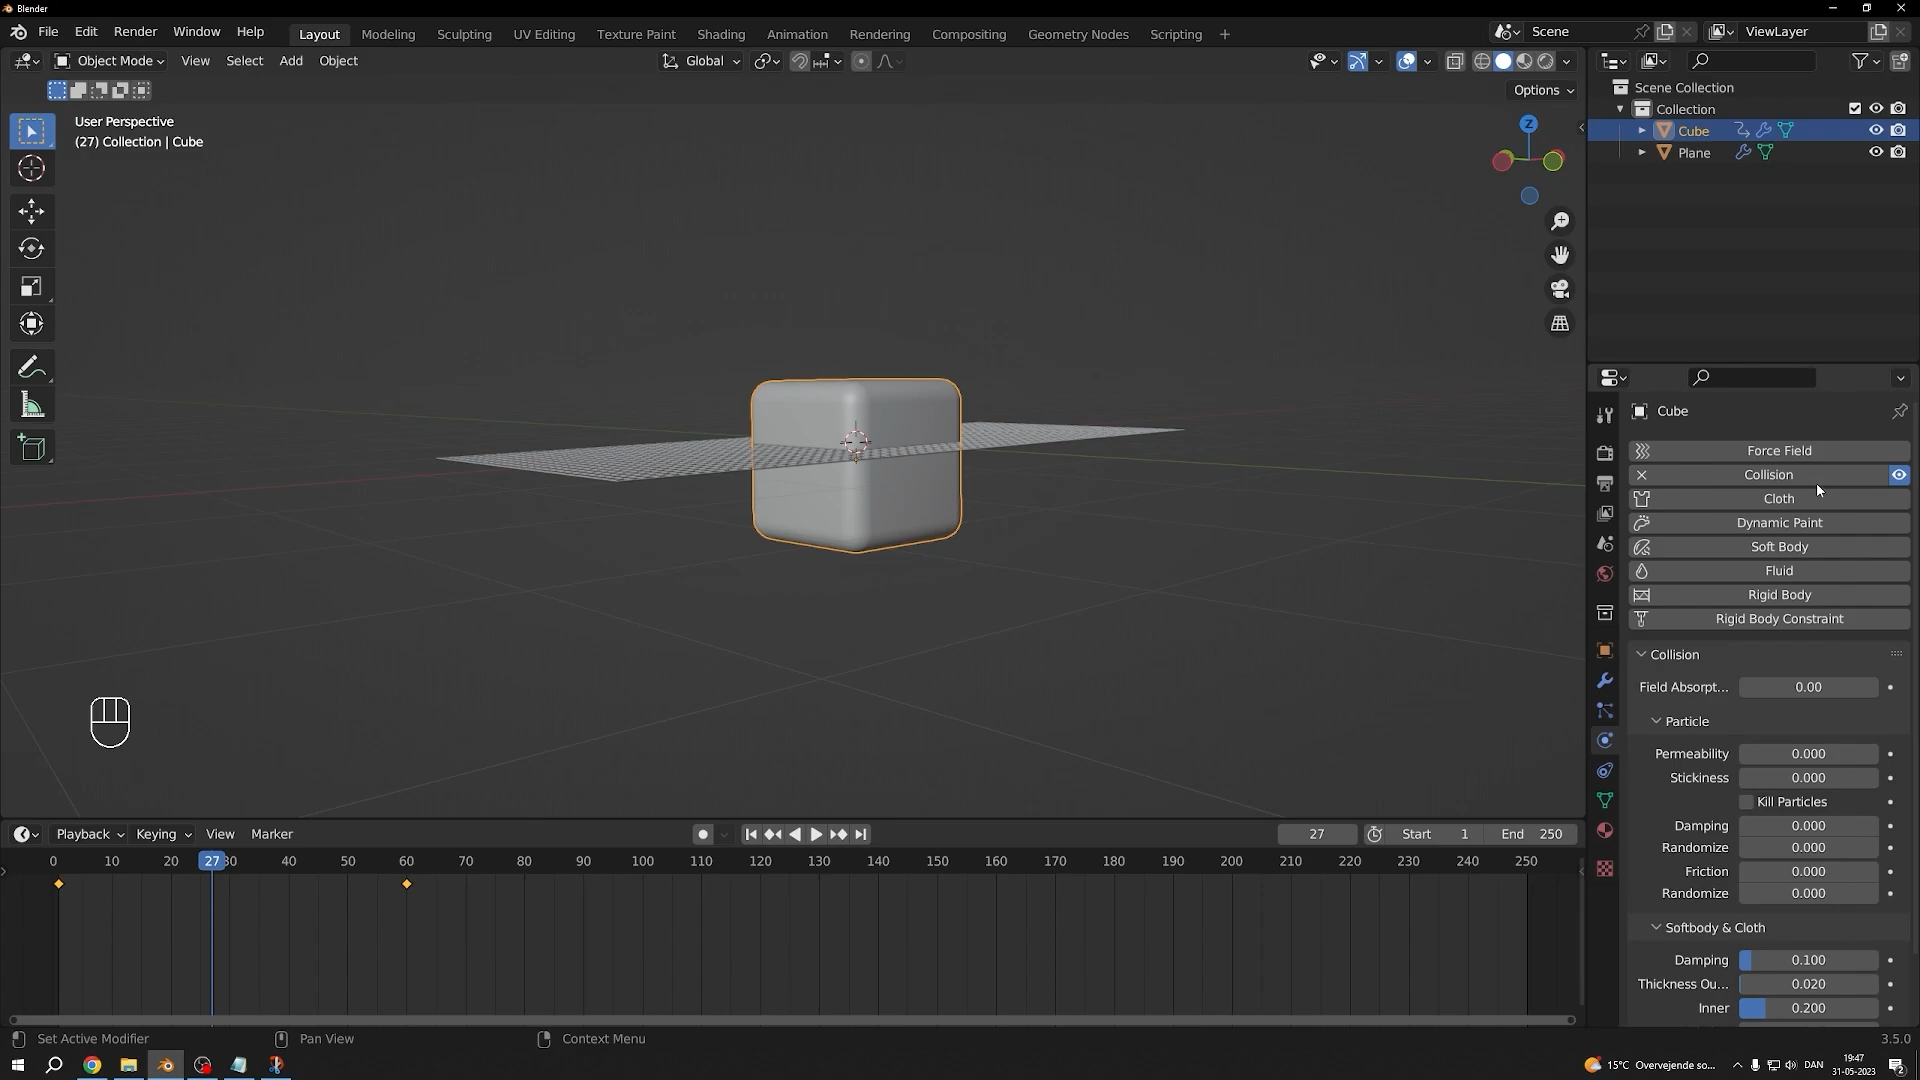 Blender
File Edit Render Window Help Layout Modeling Sculpting UV Editing Texture Paint Shading Animation Rendering Compositing Geometry Nodes Scripting + Scene ViewLayer
Object Mode View Select Add Object Global
Options
User Perspective
(27) Collection | Cube
Z
Scene Collection
Collection
Cube
Plane
Cube
Force Field
Collision
Cloth
Dynamic Paint
Soft Body
Fluid
Rigid Body
Rigid Body Constraint
Collision
Field Absorpt... 0.00
Particle
Permeability 0.000
Stickiness 0.000
Kill Particles
Damping 0.000
Randomize 0.000
Friction 0.000
Randomize 0.000
Softbody & Cloth
Damping 0.100
Thickness Ou... 0.020
Inner 0.200
Playback Keying View Marker 27 Start 1 End 250
0 10 20 27 30 40 50 60 70 80 90 100 110 120 130 140 150 160 170 180 190 200 210 220 230 240 250
Set Active Modifier Pan View Context Menu 3.5.0
15°C Overvejende so... DAN 19:47
31-05-2023 2